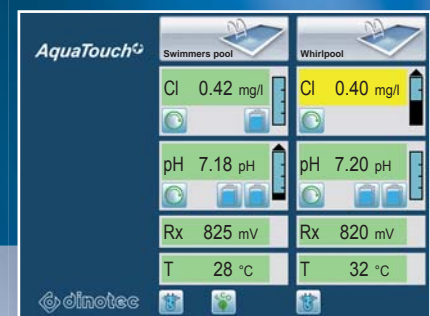 AquaTouch
Swimmers pool
Whirlpool
Cl 0.42 mg/l
Cl 0.40 mg/l
pH 7.18 pH
pH 7.20 pH
Rx 825 mV
Rx 820 mV
T 28 °C
T 32 °C
dinotec